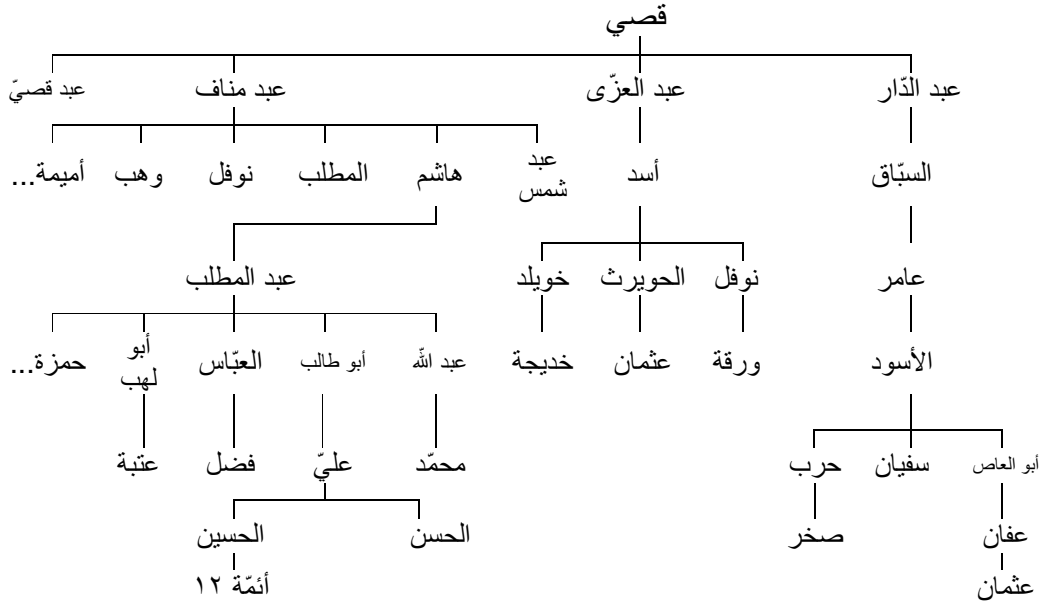 قصي
عبد الدّار عبد العزّى عبد مناف عبد قصيّ
السبّاق أسد عبد شمس هاشم المطلب نوفل وهب أميمة...
عامر نوفل الحويرث خويلد عبد المطلب
الأسود ورقة عثمان خديجة عبد الله أبو طالب العبّاس أبو لهب حمزة...
أبو العاص سفيان حرب محمّد عليّ فضل عتبة
عفان صخر الحسن الحسين
عثمان أئمّة ١٢